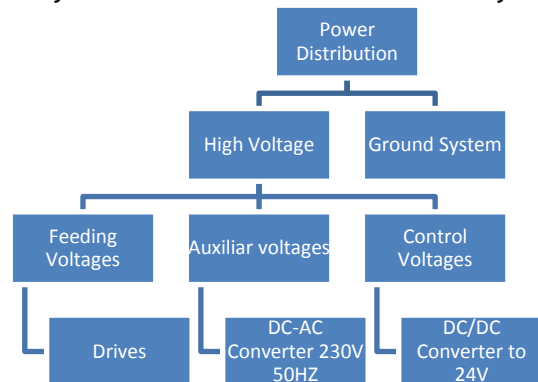 Power
Distribution
High Voltage
Ground System
Feeding
Voltages
Auxiliar voltages
Control
Voltages
Drives
DC-AC
Converter 230V
50HZ
DC/DC
Converter to
24V